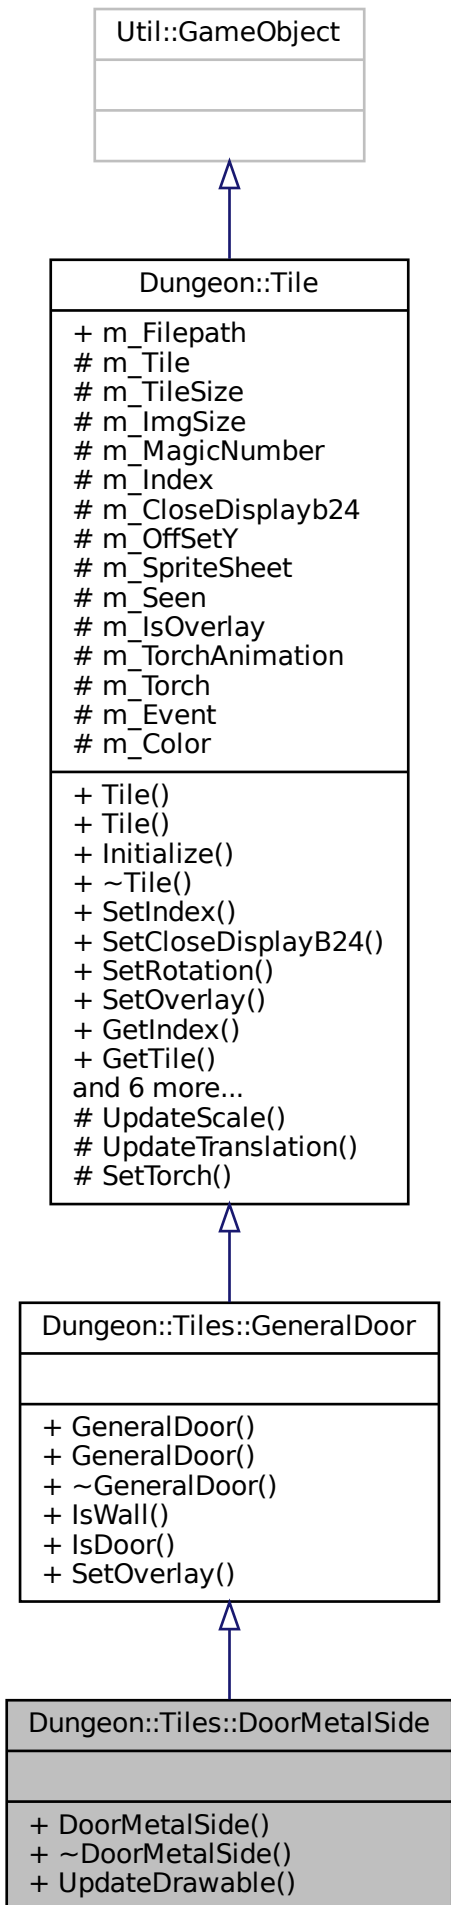 Util::GameObject
Dungeon::Tile
+ m_Filepath
# m_Tile
# m_TileSize
# m_ImgSize
# m_MagicNumber
# m_Index
# m_CloseDisplayb24
# m_OffSetY
# m_SpriteSheet
# m_Seen
# m_IsOverlay
# m_TorchAnimation
# m_Torch
# m_Event
# m_Color
+ Tile()
+ Tile()
+ Initialize()
+ ~Tile()
+ SetIndex()
+ SetCloseDisplayB24()
+ SetRotation()
+ SetOverlay()
+ GetIndex()
+ GetTile()
and 6 more...
# UpdateScale()
# UpdateTranslation()
# SetTorch()
Dungeon::Tiles::GeneralDoor
+ GeneralDoor()
+ GeneralDoor()
+ ~GeneralDoor()
+ IsWall()
+ IsDoor()
+ SetOverlay()
Dungeon::Tiles::DoorMetalSide
+ DoorMetalSide()
+ ~DoorMetalSide()
+ UpdateDrawable()